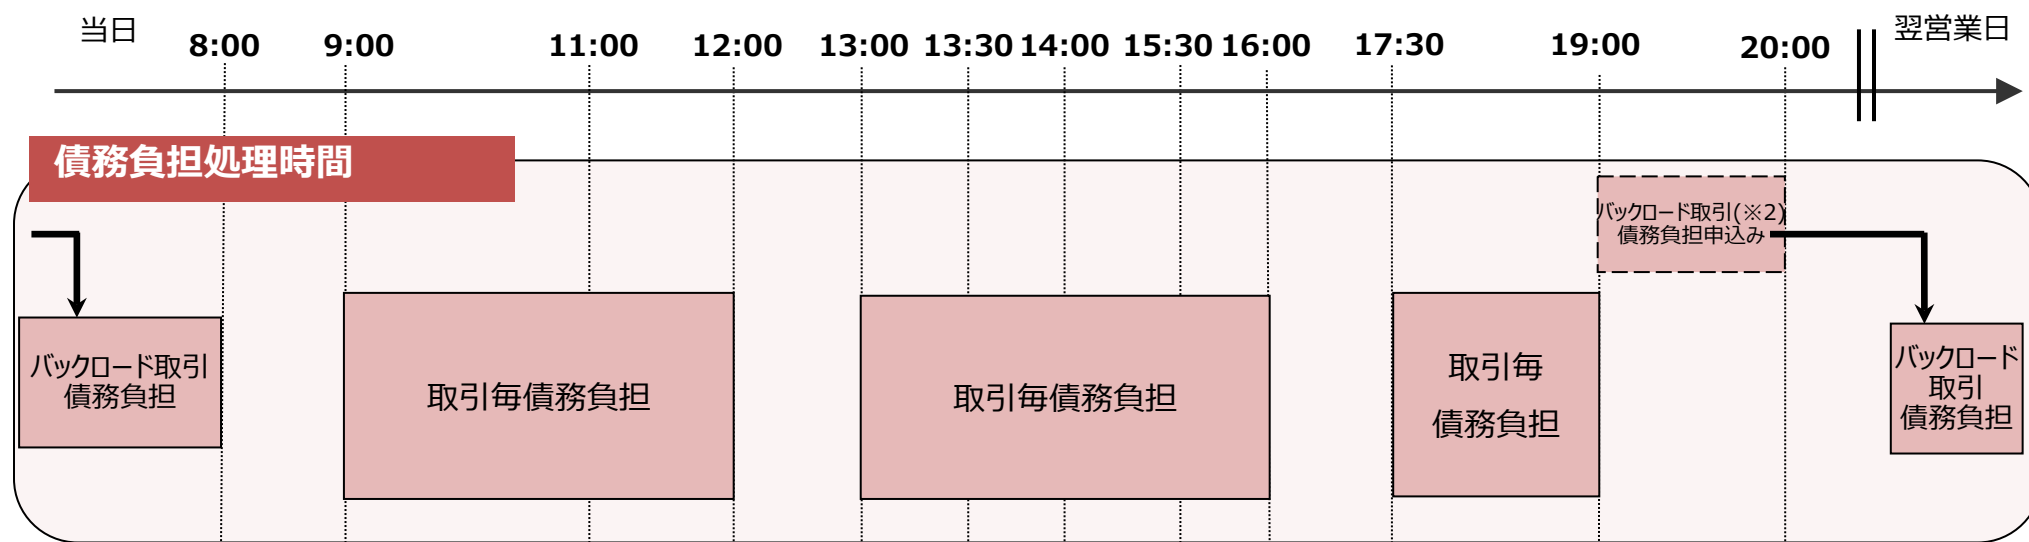 当日
8:00
9:00
11:00
12:00
13:00
13:30
14:00
15:30
16:00
17:30
19:00
20:00
翌営業日
債務負担処理時間
バックロード取引(※2)
債務負担申込み
バックロード取引
債務負担
取引毎債務負担
取引毎債務負担
取引毎
債務負担
バックロード
取引
債務負担